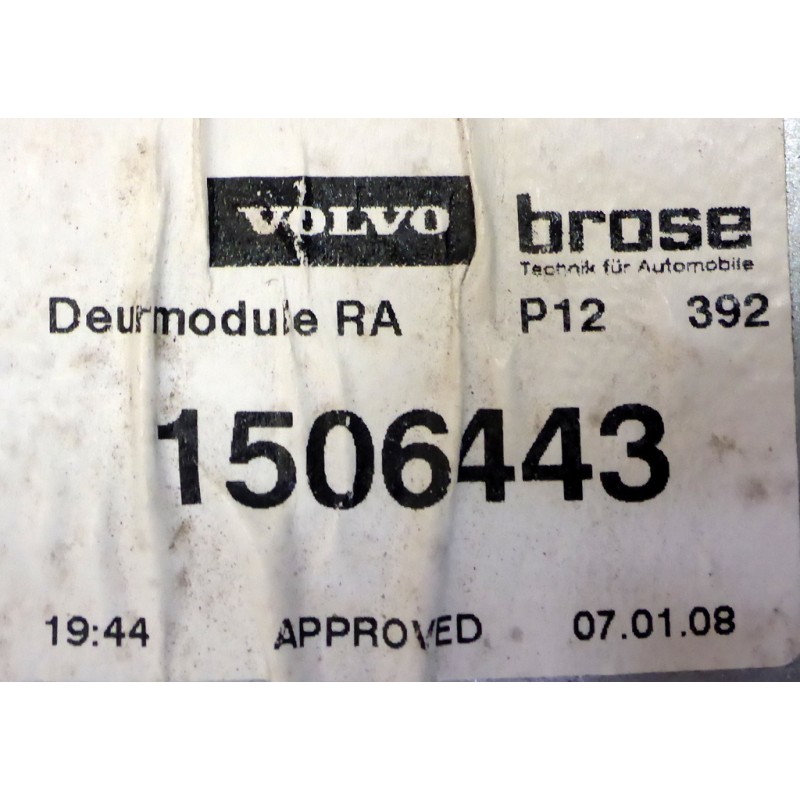 VOLVO brose
Technik für Automobile
Deurmodule RA P12 392
1506443
19:44 APPROVED 07.01.08